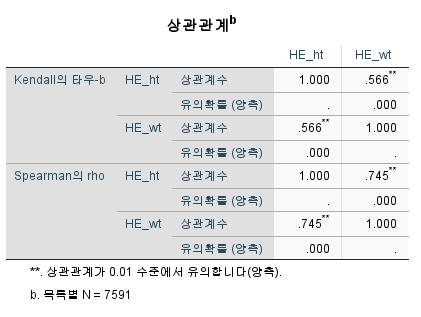 상관관계b
HE_ht HE_wt
Kendall의 타우-b HE_ht 상관계수 1.000 .566**
유의확률 (양측) . .000
HE_wt 상관계수 .566** 1.000
유의확률 (양측) .000 .
Spearman의 rho HE_ht 상관계수 1.000 .745**
유의확률 (양측) . .000
HE_wt 상관계수 .745** 1.000
유의확률 (양측) .000 .
**. 상관관계가 0.01 수준에서 유의합니다(양측).
b. 목록별 N = 7591